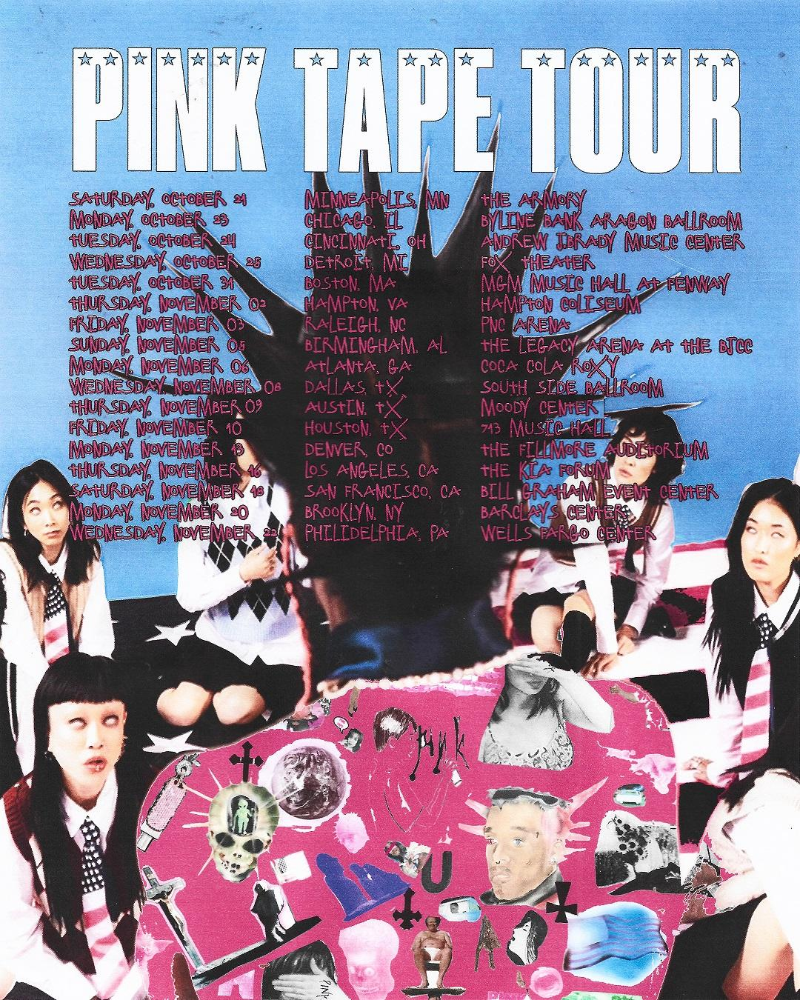 PINK TAPE TOUR
SATURDAY, OCTOBER 21 MINNEAPOLIS, MN THE ARMORY
MONDAY, OCTOBER 23 CHICAGO, IL BYLINE BANK ARAGON BALLROOM
TUESDAY, OCTOBER 24 CINCINNATI, OH ANDREW J.BRADY MUSIC CENTER
WEDNESDAY, OCTOBER 25 DETROIT, MI FOX THEATER
TUESDAY, OCTOBER 31 BOSTON, MA MGM MUSIC HALL AT FENWAY
THURSDAY, NOVEMBER 02 HAMPTON, VA HAMPTON COLISEUM
FRIDAY, NOVEMBER 03 RALEIGH, NC PNC ARENA
SUNDAY, NOVEMBER 05 BIRMINGHAM, AL THE LEGACY ARENA AT THE BJCC
MONDAY, NOVEMBER 06 ATLANTA, GA COCA COLA ROXY
WEDNESDAY, NOVEMBER 08 DALLAS, TX SOUTH SIDE BALLROOM
THURSDAY, NOVEMBER 09 AUSTIN, TX MOODY CENTER
FRIDAY, NOVEMBER 10 HOUSTON, TX 713 MUSIC HALL
MONDAY, NOVEMBER 13 DENVER, CO THE FILLMORE AUDITORIUM
THURSDAY, NOVEMBER 16 LOS ANGELES, CA THE KIA FORUM
SATURDAY, NOVEMBER 18 SAN FRANCISCO, CA BILL GRAHAM EVENT CENTER
MONDAY, NOVEMBER 20 BROOKLYN, NY BARCLAYS CENTER
WEDNESDAY, NOVEMBER 22 PHILIDELPHIA, PA WELLS FARGO CENTER
pink
U
PINK